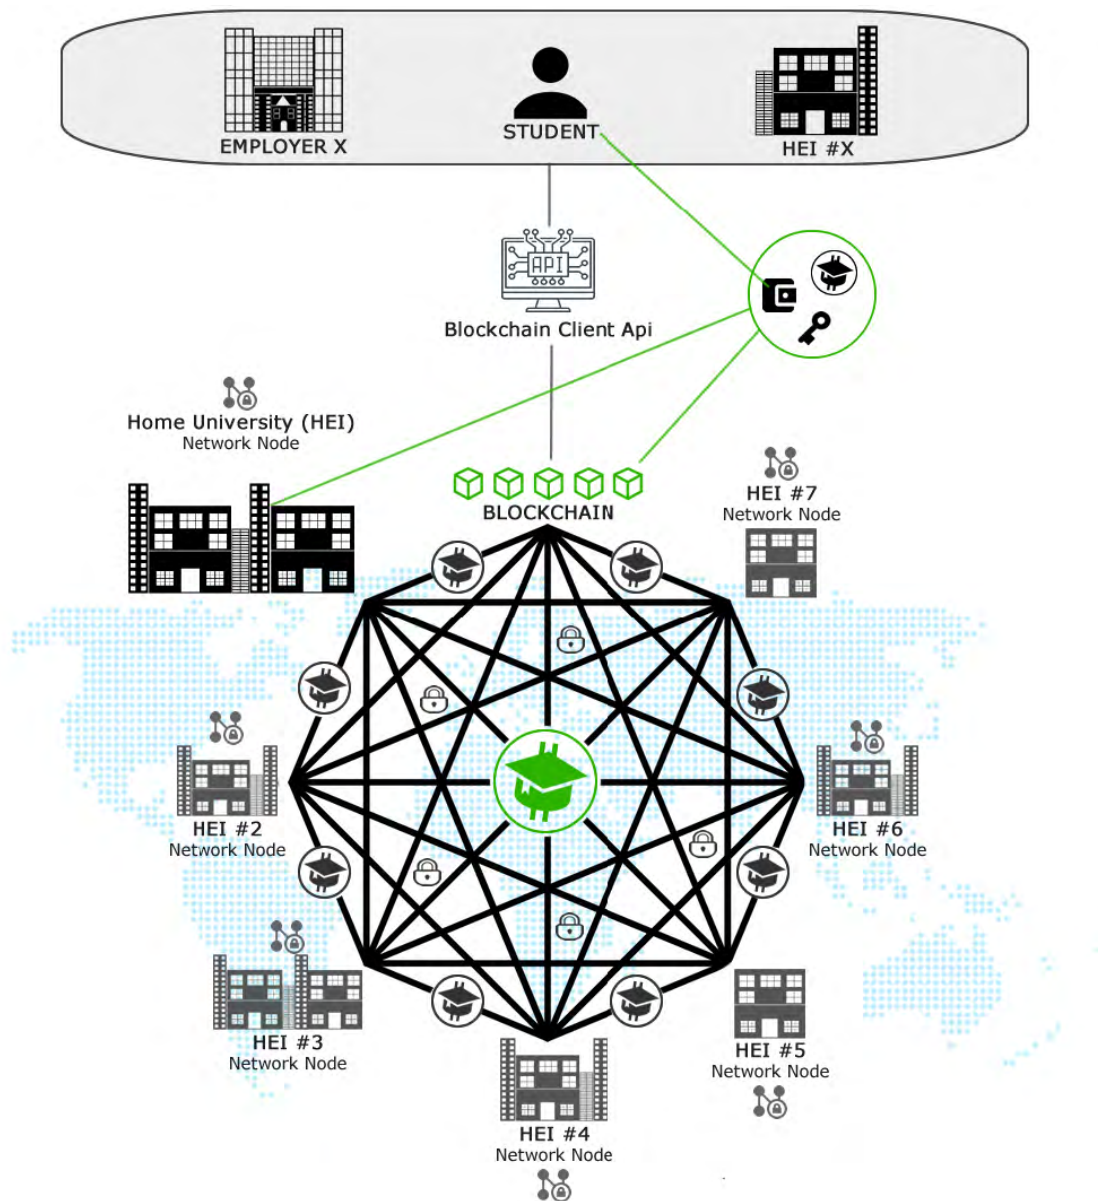 EMPLOYER X
STUDENT
HEI #X
API
Blockchain Client Api
Home University (HEI)
Network Node
BLOCKCHAIN
HEI #7
Network Node
HEI #2
Network Node
HEI #6
Network Node
HEI #3
Network Node
HEI #5
Network Node
HEI #4
Network Node